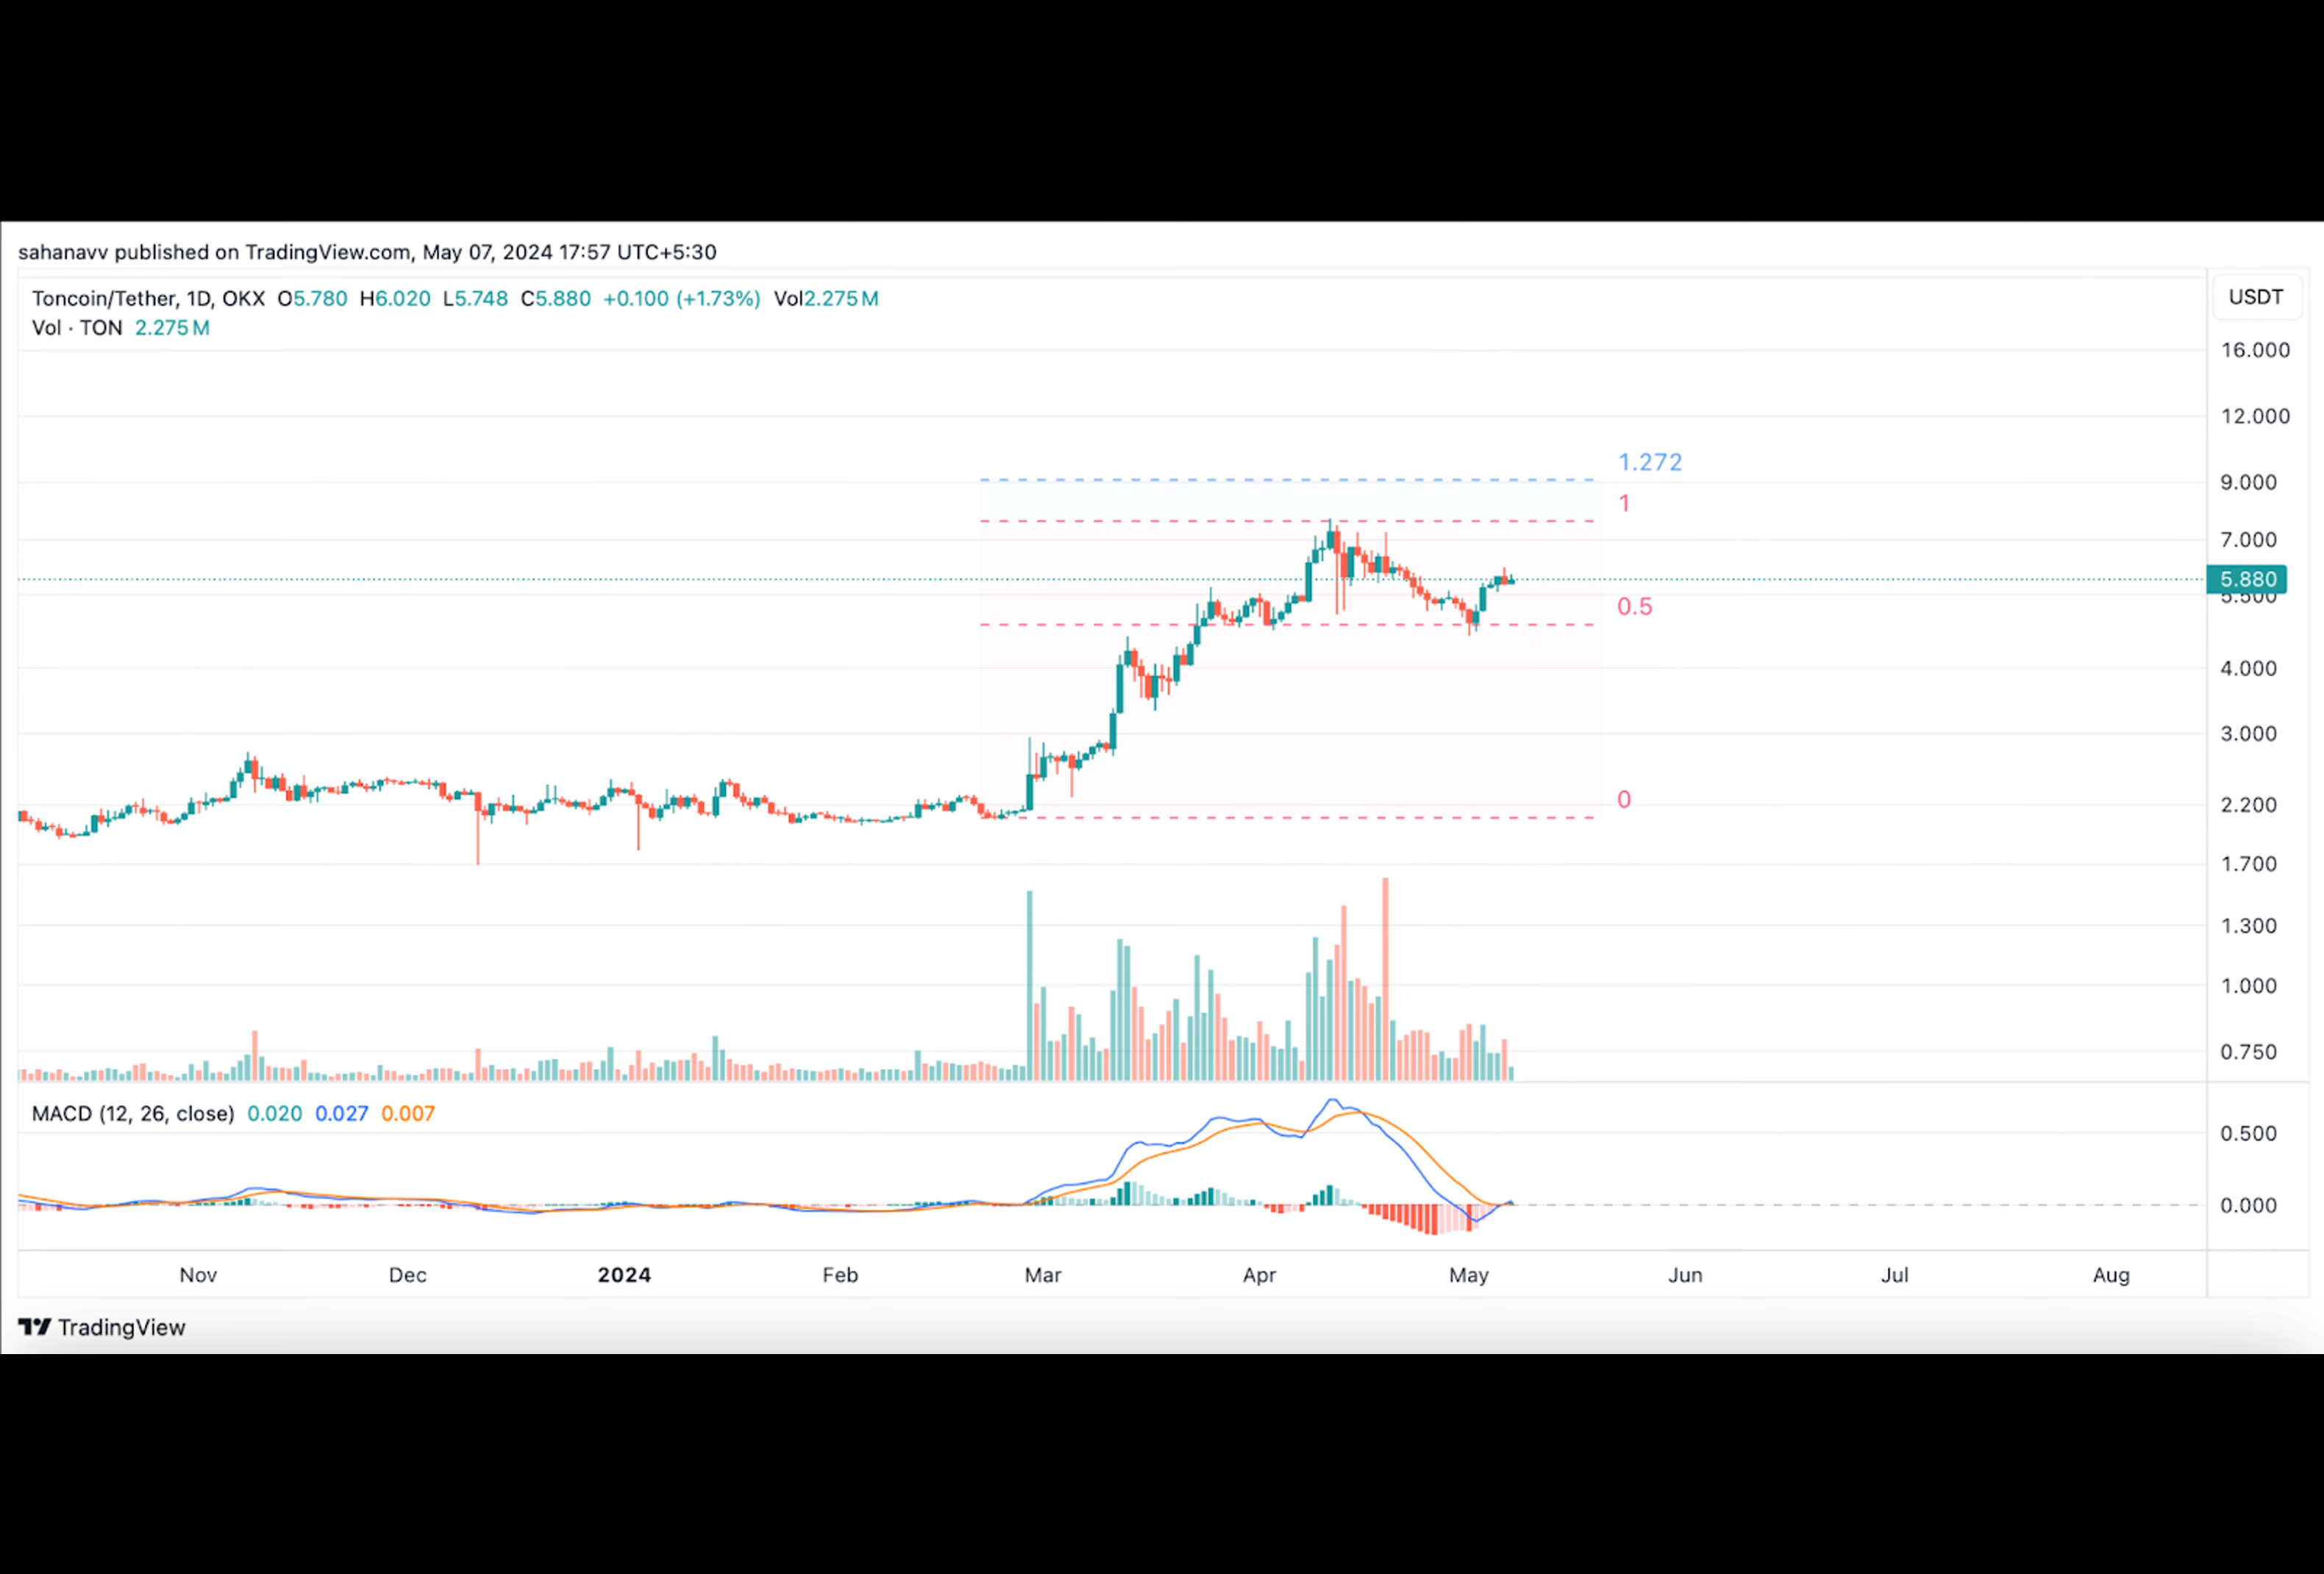 sahanavv published on TradingView.com, May 07, 2024 17:57 UTC+5:30
Toncoin/Tether, 1D, OKX O5.780 H6.020 L5.748 C5.880 +0.100 (+1.73%) Vol2.275 M
Vol · TON 2.275 M
USDT
16.000
12.000
1.272
9.000
1
7.000
5.880
5.500
0.5
4.000
3.000
0
2.200
1.700
1.300
1.000
0.750
MACD (12, 26, close) 0.020 0.027 0.007
0.500
0.000
Nov Dec 2024 Feb Mar Apr May Jun Jul Aug
TradingView